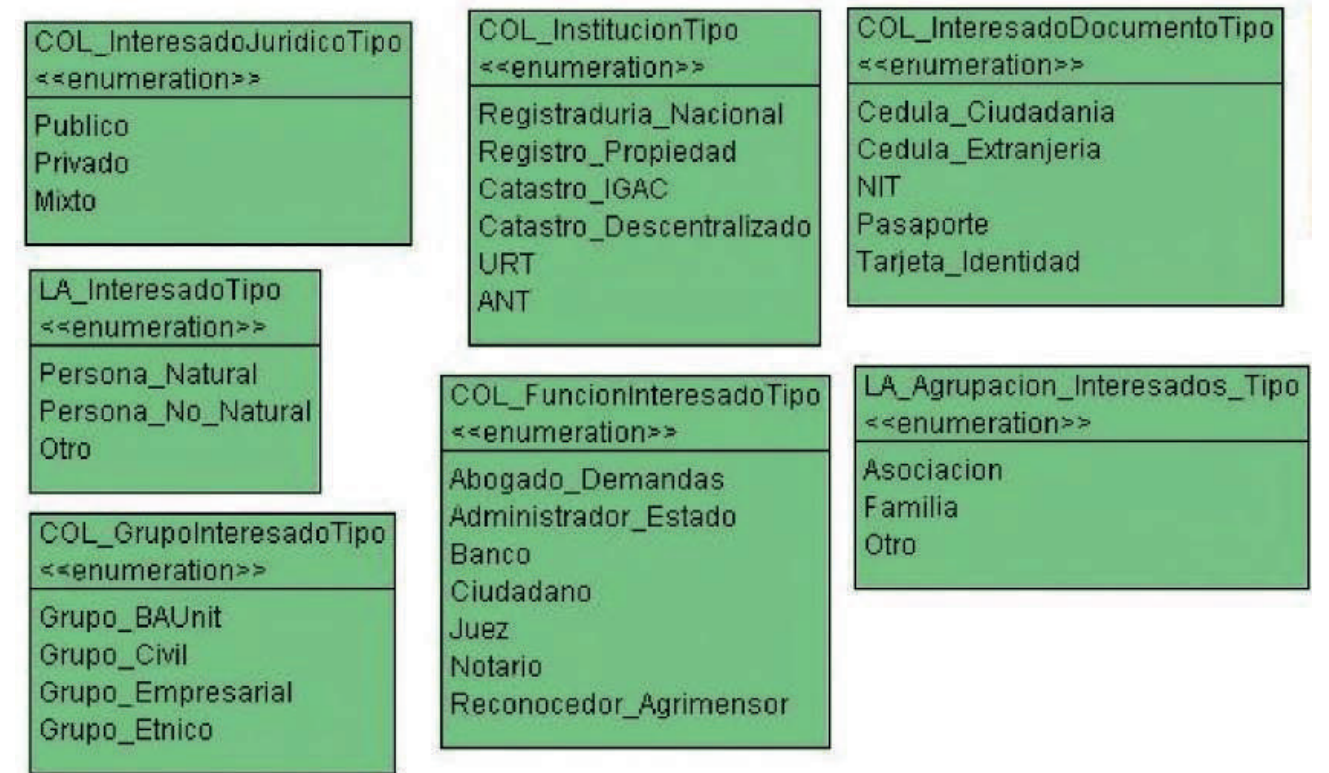 COL_InteresadoJuridicoTipo
<<enumeration>>
Publico
Privado
Mixto
LA_InteresadoTipo
<<enumeration>>
Persona_Natural
Persona_No_Natural
Otro
COL_GrupoInteresadoTipo
<<enumeration>>
Grupo_BAUnit
Grupo_Civil
Grupo_Empresarial
Grupo_Etnico
COL_InstitucionTipo
<<enumeration>>
Registraduria_Nacional
Registro_Propiedad
Catastro_IGAC
Catastro_Descentralizado
URT
ANT
COL_FuncionInteresadoTipo
<<enumeration>>
Abogado_Demandas
Administrador_Estado
Banco
Ciudadano
Juez
Notario
Reconocedor_Agrimensor
COL_InteresadoDocumentoTipo
<<enumeration>>
Cedula_Ciudadania
Cedula_Extranjeria
NIT
Pasaporte
Tarjeta_Identidad
LA_Agrupacion_Interesados_Tipo
<<enumeration>>
Asociacion
Familia
Otro